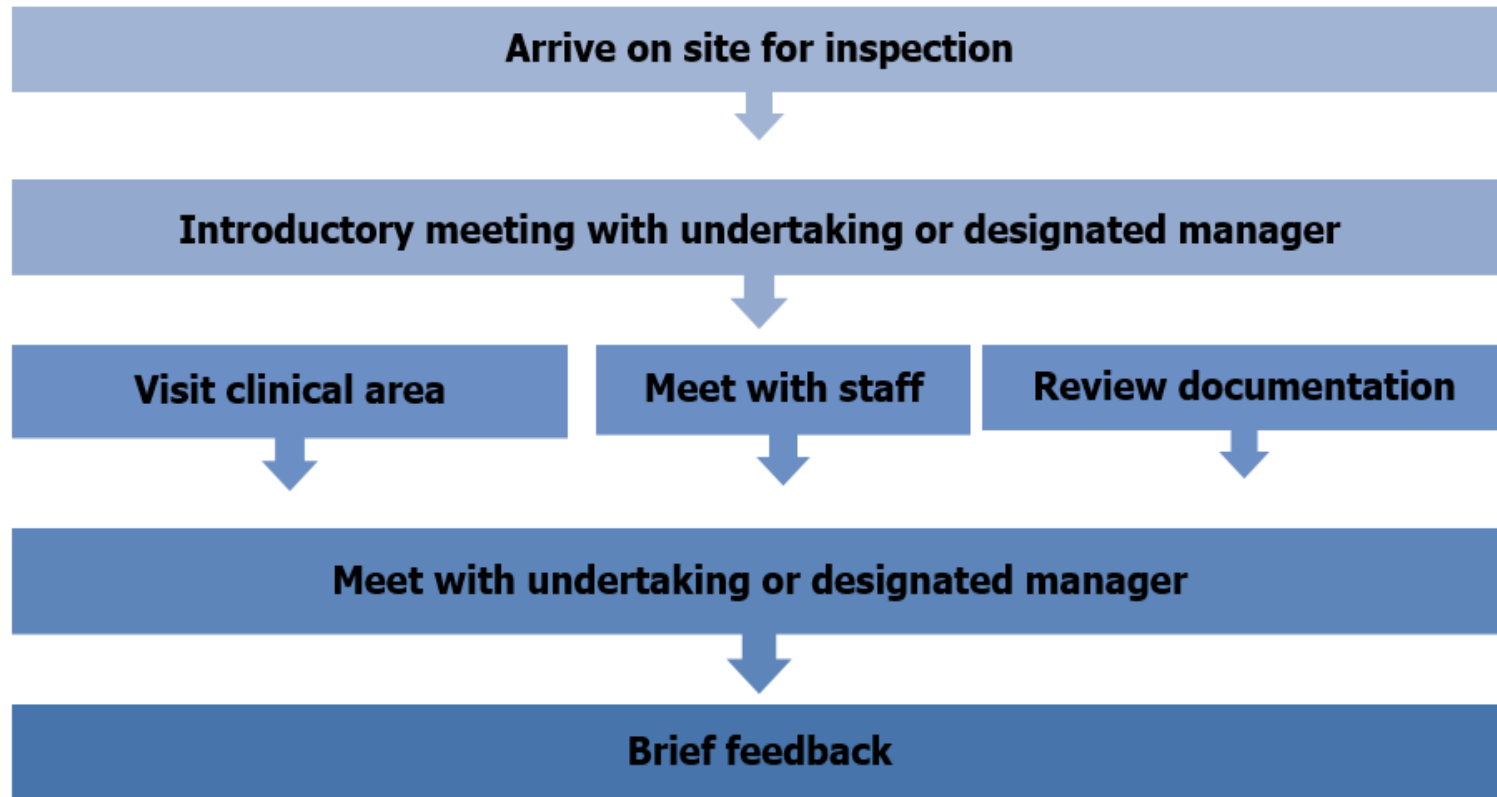 Arrive on site for inspection
Introductory meeting with undertaking or designated manager
Visit clinical area
Meet with staff
Review documentation
Meet with undertaking or designated manager
Brief feedback